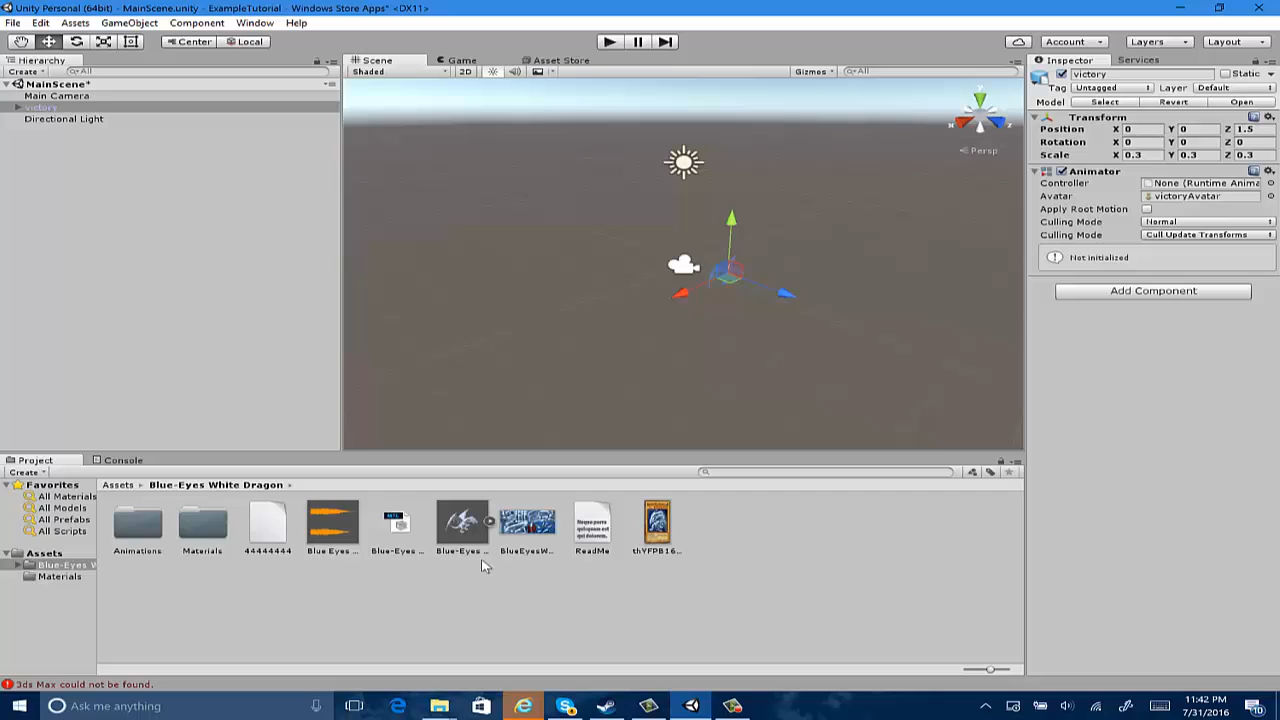 Unity Personal (64bit) - MainScene.unity - ExampleTutorial - Windows Store Apps* <DX11>
File Edit Assets GameObject Component Window Help
Center Local Account Layers Layout
Hierarchy
Create All
MainScene*
Main Camera
victory
Directional Light
Scene Game Asset Store
Shaded 2D Gizmos All
y
z
Persp
Inspector Services
victory Static
Tag Untagged Layer Default
Model Select Revert Open
Transform
Position X 0 Y 0 Z 1.5
Rotation X 0 Y 0 Z 0
Scale X 0.3 Y 0.3 Z 0.3
Animator
Controller None (Runtime Anima
Avatar victoryAvatar
Apply Root Motion
Culling Mode Normal
Culling Mode Cull Update Transforms
Not initialized
Add Component
Project Console
Create
Favorites
All Materials
All Models
All Prefabs
All Scripts
Assets
Blue-Eyes W
Materials
Assets Blue-Eyes White Dragon
Animations Materials 44444444 Blue Eyes ... Blue-Eyes ... Blue-Eyes ... BlueEyesW... ReadMe thYFPB16...
3ds Max could not be found.
Ask me anything
11:42 PM
7/31/2016
10